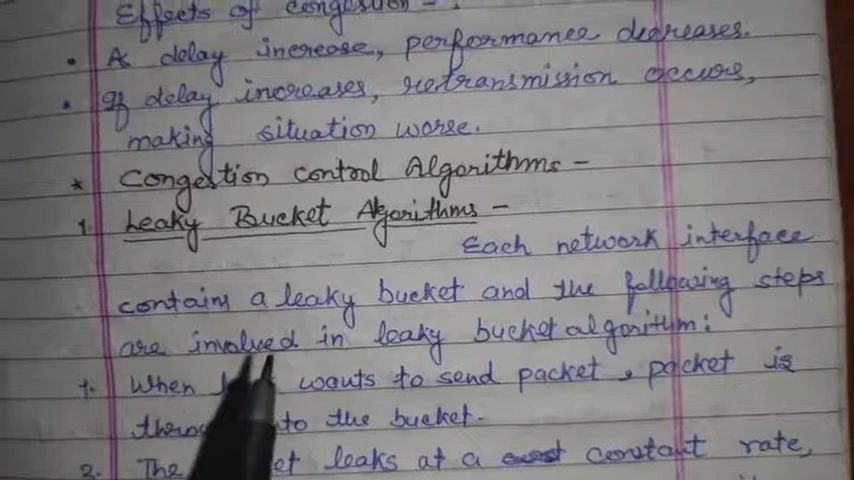 Effects of congestion -
• As delay increase, performance decreases.
• If delay increases, retransmission occurs,
making situation worse.
* Congestion control Algorithms -
1. Leaky Bucket Algorithms -
Each network interface
contains a leaky bucket and the following steps
are involved in leaky bucket algorithm:
1. When wants to send packet, packet is
to the bucket.
2. The leaks at a constant rate,